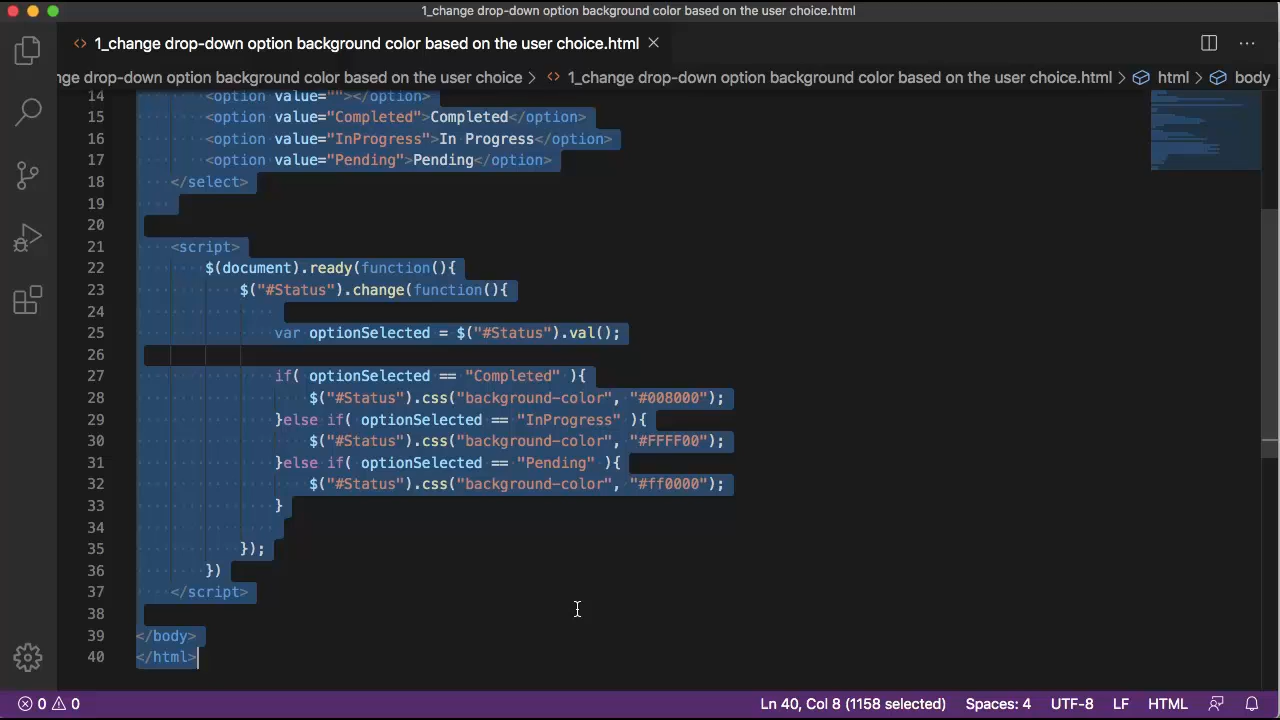 1_change drop-down option background color based on the user choice.html
<> 1_change drop-down option background color based on the user choice.html ×
nge drop-down option background color based on the user choice > <> 1_change drop-down option background color based on the user choice.html > html > body
14 <option value=""></option>
15 <option value="Completed">Completed</option>
16 <option value="InProgress">In Progress</option>
17 <option value="Pending">Pending</option>
18 </select>
19
20
21 <script>
22 $(document).ready(function(){
23 $("#Status").change(function(){
24
25 var optionSelected = $("#Status").val();
26
27 if( optionSelected == "Completed" ){
28 $("#Status").css("background-color", "#008000");
29 }else if( optionSelected == "InProgress" ){
30 $("#Status").css("background-color", "#FFFF00");
31 }else if( optionSelected == "Pending" ){
32 $("#Status").css("background-color", "#ff0000");
33 }
34
35 });
36 })
37 </script>
38
39 </body>
40 </html>
0 0 Ln 40, Col 8 (1158 selected) Spaces: 4 UTF-8 LF HTML